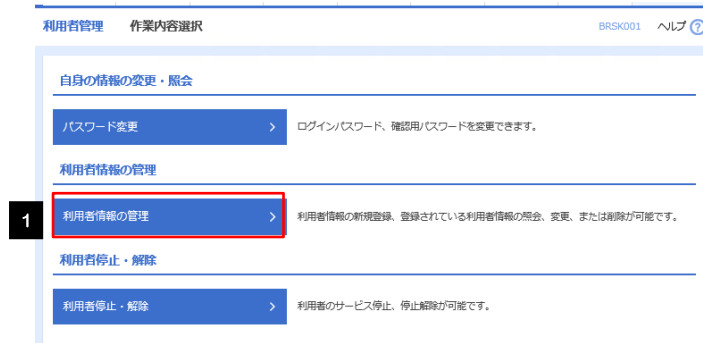 利用者管理 作業内容選択 BRSK001 ヘルプ ?
自身の情報の変更・照会
パスワード変更 > ログインパスワード、確認用パスワードを変更できます。
利用者情報の管理
1 利用者情報の管理 > 利用者情報の新規登録、登録されている利用者情報の照会、変更、または削除が可能です。
利用者停止・解除
利用者停止・解除 > 利用者のサービス停止、停止解除が可能です。